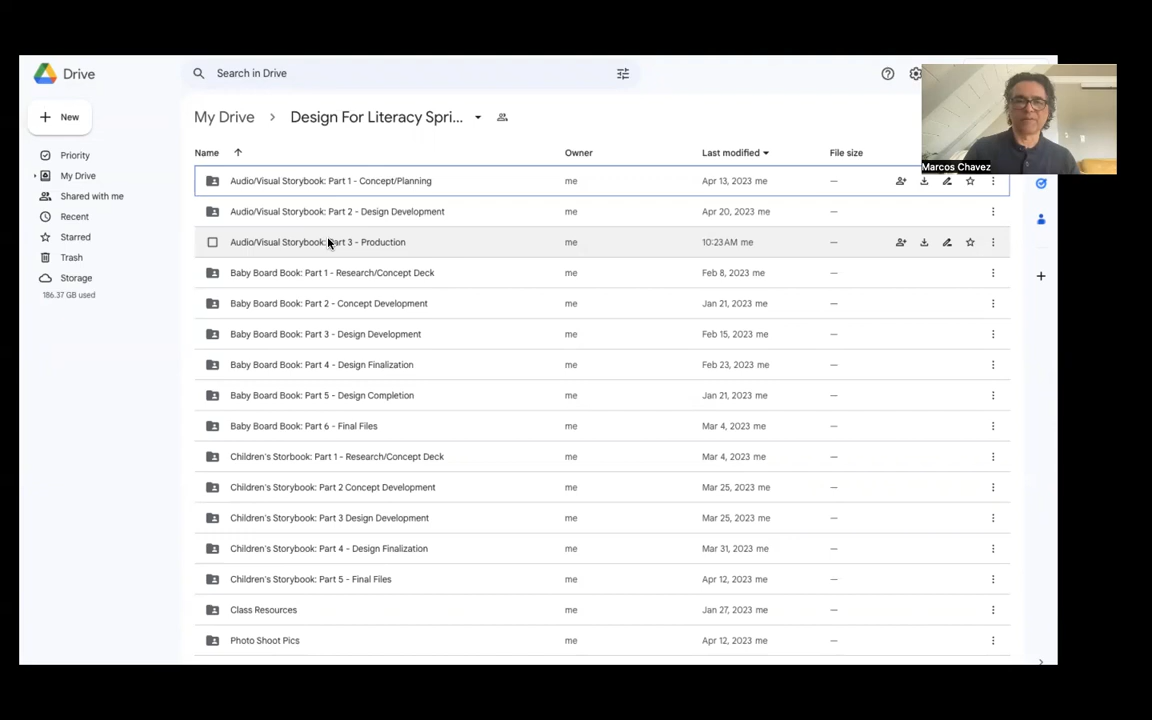 Drive
Search in Drive
New
My Drive > Design For Literacy Spri...
Marcos Chavez
Priority
My Drive
Shared with me
Recent
Starred
Trash
Storage
186.37 GB used
Name Owner Last modified File size
Audio/Visual Storybook: Part 1 - Concept/Planning me Apr 13, 2023 me —
Audio/Visual Storybook: Part 2 - Design Development me Apr 20, 2023 me —
Audio/Visual Storybook: Part 3 - Production me 10:23 AM me —
Baby Board Book: Part 1 - Research/Concept Deck me Feb 8, 2023 me —
Baby Board Book: Part 2 - Concept Development me Jan 21, 2023 me —
Baby Board Book: Part 3 - Design Development me Feb 15, 2023 me —
Baby Board Book: Part 4 - Design Finalization me Feb 23, 2023 me —
Baby Board Book: Part 5 - Design Completion me Jan 21, 2023 me —
Baby Board Book: Part 6 - Final Files me Mar 4, 2023 me —
Children's Storbook: Part 1 - Research/Concept Deck me Mar 4, 2023 me —
Children's Storybook: Part 2 Concept Development me Mar 25, 2023 me —
Children's Storybook: Part 3 Design Development me Mar 25, 2023 me —
Children's Storybook: Part 4 - Design Finalization me Mar 31, 2023 me —
Children's Storybook: Part 5 - Final Files me Apr 12, 2023 me —
Class Resources me Jan 27, 2023 me —
Photo Shoot Pics me Apr 12, 2023 me —